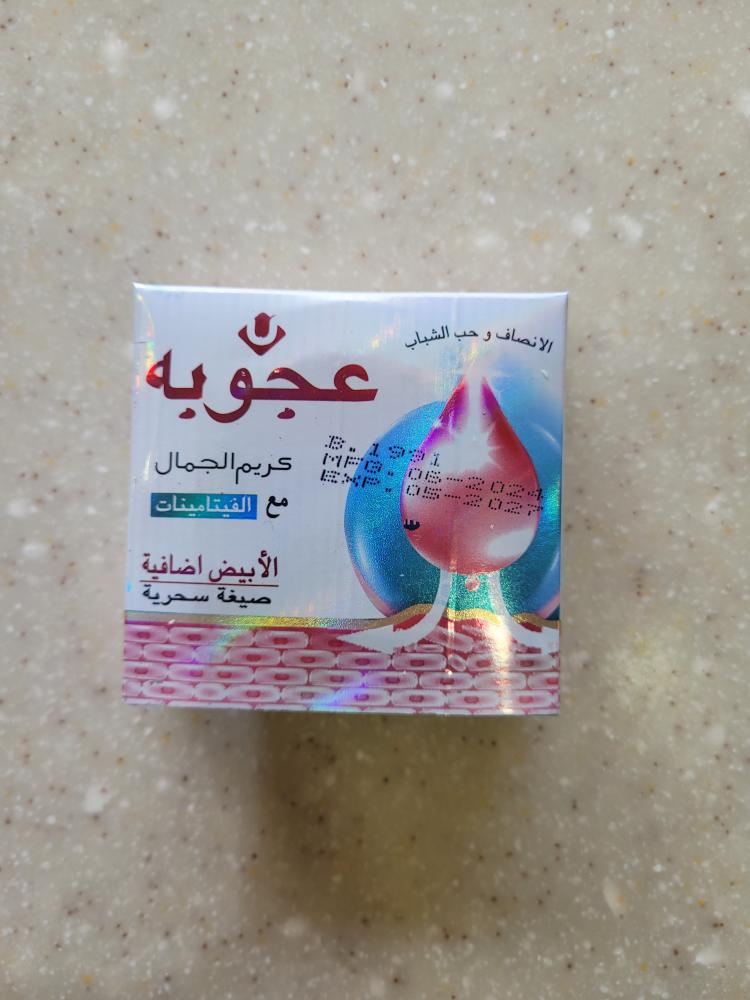 الانصاف و حب الشباب
عجوبه
كريم الجمال
مع الفيتامينات
B. 1991
MFG: 05-2024
EXP: 05-2027
الأبيض اضافية
صيغة سحرية